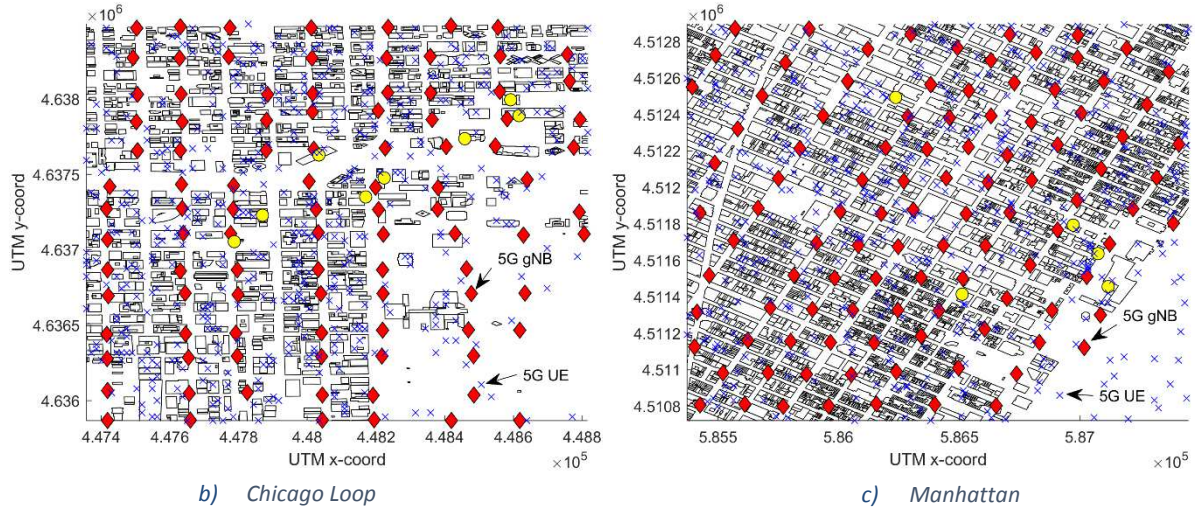 ×10⁶
4.638
4.6375
4.637
4.6365
4.636
UTM y-coord
5G gNB
5G UE
4.474 4.476 4.478 4.48 4.482 4.484 4.486 4.488
UTM x-coord
×10⁵
b) Chicago Loop
×10⁶
4.5128
4.5126
4.5124
4.5122
4.512
4.5118
4.5116
4.5114
4.5112
4.511
4.5108
UTM y-coord
5G gNB
5G UE
5.855 5.86 5.865 5.87
UTM x-coord
×10⁵
c) Manhattan